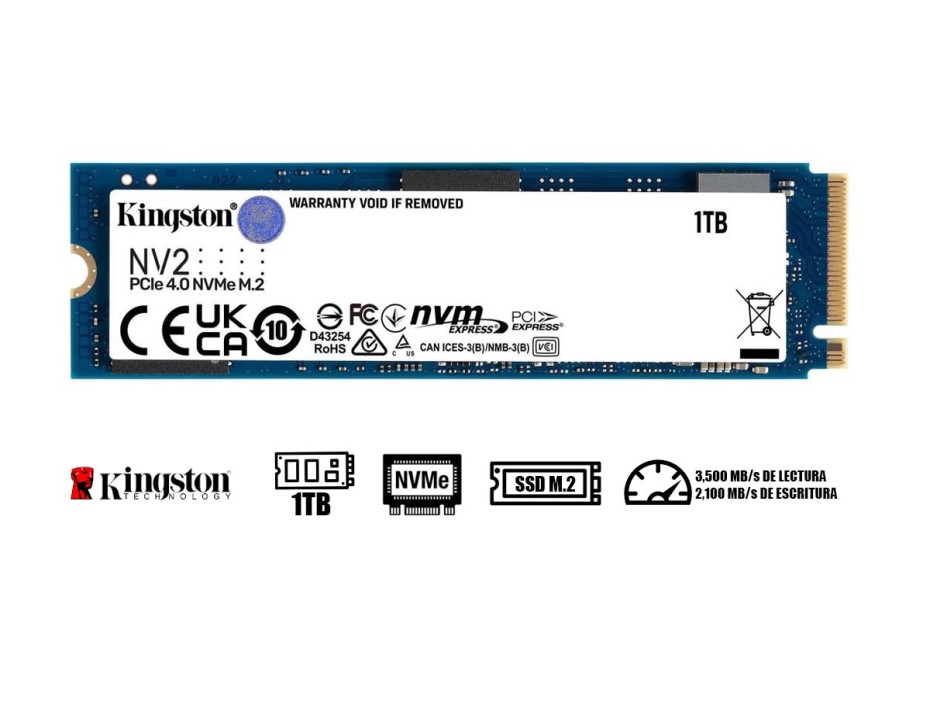 Kingston®
WARRANTY VOID IF REMOVED
1TB
NV2
PCIe 4.0 NVMe M.2
CE UK CA 10
D43254
RoHS
FC
nvm
EXPRESS®
PCI
EXPRESS®
C US
CAN ICES-3(B)/NMB-3(B)
VCI
Kingston
TECHNOLOGY
1TB
NVMe
SSD M.2
3,500 MB/s DE LECTURA
2,100 MB/s DE ESCRITURA